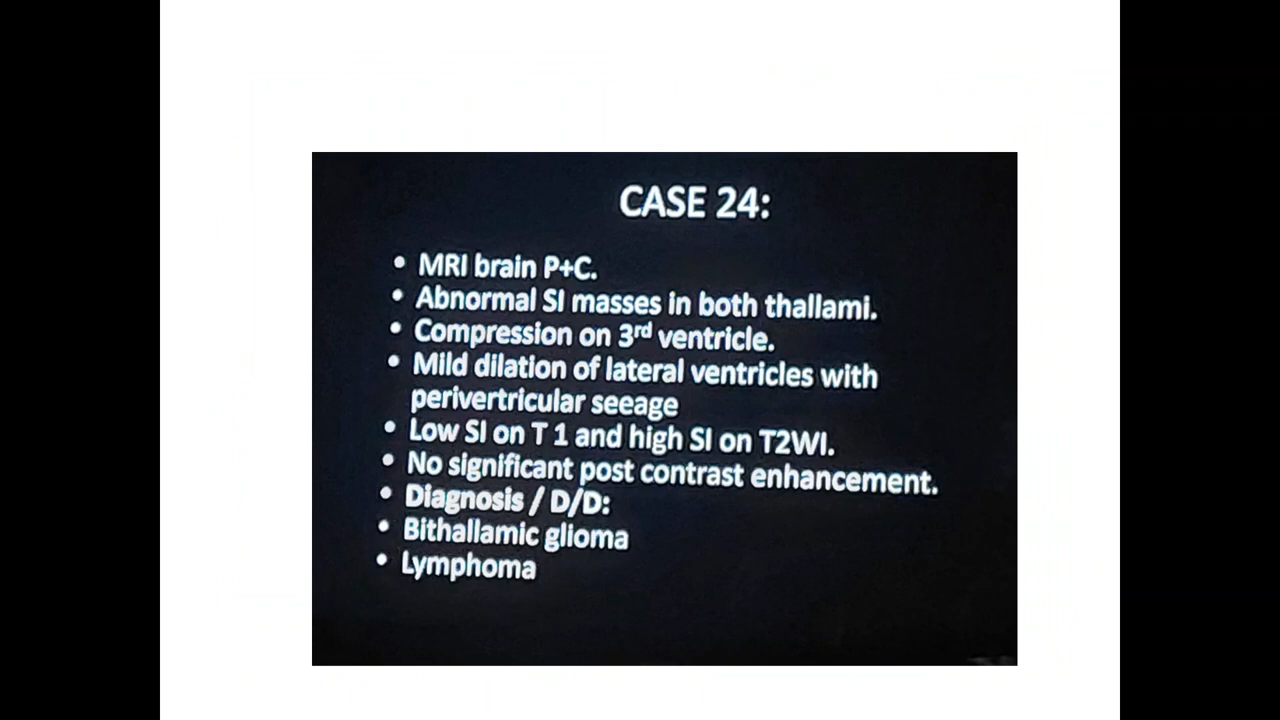 CASE 24:
• MRI brain P+C.
• Abnormal SI masses in both thallami.
• Compression on 3rd ventricle.
• Mild dilation of lateral ventricles with
perivertricular seeage
• Low SI on T 1 and high SI on T2WI.
• No significant post contrast enhancement.
• Diagnosis / D/D:
• Bithallamic glioma
• Lymphoma